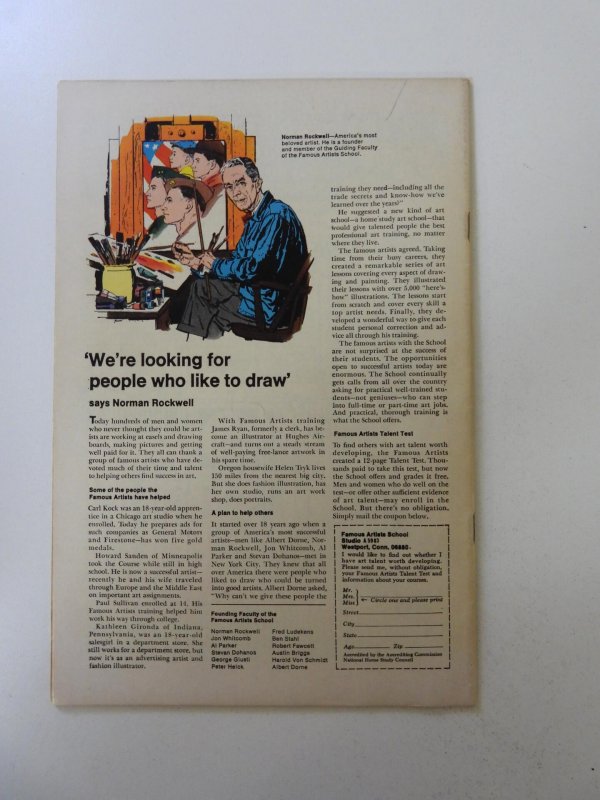 Norman Rockwell—America's most
beloved artist. He is a founder
and member of the Guiding Faculty
of the Famous Artists School.
'We're looking for
people who like to draw'
says Norman Rockwell
Today hundreds of men and women
who never thought they could be art-
ists are working at easels and drawing
boards, making pictures and getting
well paid for it. They all can thank a
group of famous artists who have de-
voted much of their time and talent
to helping others find success in art.
Some of the people the
Famous Artists have helped
Carl Kock was an 18-year-old appren-
tice in a Chicago art studio when he
enrolled. Today he prepares ads for
such companies as General Motors
and Firestone—has won five gold
medals.
Howard Sanden of Minneapolis
took the Course while still in high
school. He is now a successful artist—
recently he and his wife traveled
through Europe and the Middle East
on important art assignments.
Paul Sullivan enrolled at 14. His
Famous Artists training helped him
work his way through college.
Kathleen Gironda of Indiana,
Pennsylvania, was an 18-year-old
salesgirl in a department store. She
still works for a department store, but
now it's as an advertising artist and
fashion illustrator.
With Famous Artists training
James Ryan, formerly a clerk, has be-
come an illustrator at Hughes Air-
craft—and turns out a steady stream
of well-paying free-lance artwork in
his spare time.
Oregon housewife Helen Tryk lives
150 miles from the nearest big city.
But she does fashion illustration, has
her own studio, runs an art work
shop, does portraits.
A plan to help others
It started over 18 years ago when a
group of America's most successful
artists—men like Albert Dorne, Nor-
man Rockwell, Jon Whitcomb, Al
Parker and Stevan Dohanos—met in
New York City. They knew that all
over America there were people who
liked to draw who could be turned
into good artists. Albert Dorne asked,
"Why can't we give these people the
Founding Faculty of the
Famous Artists School
Norman Rockwell Fred Ludekens
Jon Whitcomb Ben Stahl
Al Parker Robert Fawcett
Stevan Dohanos Austin Briggs
George Giusti Harold Von Schmidt
Peter Helck Albert Dorne
training they need—including all the
trade secrets and know-how we've
learned over the years?"
He suggested a new kind of art
school—a home study art school—that
would give talented people the best
professional art training, no matter
where they live.
The famous artists agreed. Taking
time from their busy careers, they
created a remarkable series of art
lessons covering every aspect of draw-
ing and painting. They illustrated
their lessons with over 5,000 "here's-
how" illustrations. The lessons start
from scratch and cover every skill a
top artist needs. Finally, they de-
veloped a wonderful way to give each
student personal correction and ad-
vice all through his training.
The famous artists with the School
are not surprised at the success of
their students. The opportunities
open to successful artists today are
enormous. The School continually
gets calls from all over the country
asking for practical well-trained stu-
dents—not geniuses—who can step
into full-time or part-time art jobs.
And practical, thorough training is
what the School offers.
Famous Artists Talent Test
To find others with art talent worth
developing, the Famous Artists
created a 12-page Talent Test. Thou-
sands paid to take this test, but now
the School offers and grades it free.
Men and women who do well on the
test—or offer other sufficient evidence
of art talent—may enroll in the
School. But there's no obligation.
Simply mail the coupon below.
Famous Artists School
Studio
Westport, Conn. 06880
I would like to find out whether I
have art talent worth developing.
Please send me, without obligation,
your Famous Artists Talent Test and
information about your courses.
Mr.
Mrs.
Miss ← Circle one and please print
Street
City
State
Age Zip
Accredited by the Accrediting Commission
National Home Study Council